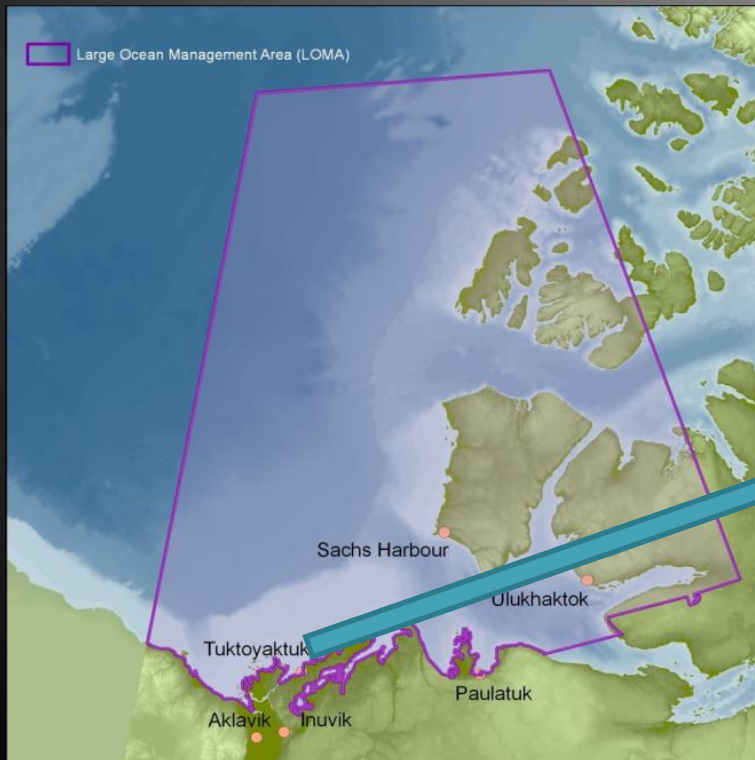 Large Ocean Management Area (LOMA)
Sachs Harbour
Ulukhaktok
Tuktoyaktuk
Paulatuk
Aklavik
Inuvik